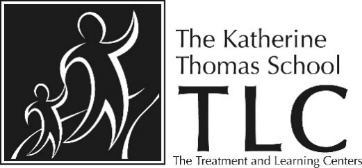 The Katherine
Thomas School
TLC
The Treatment and Learning Centers